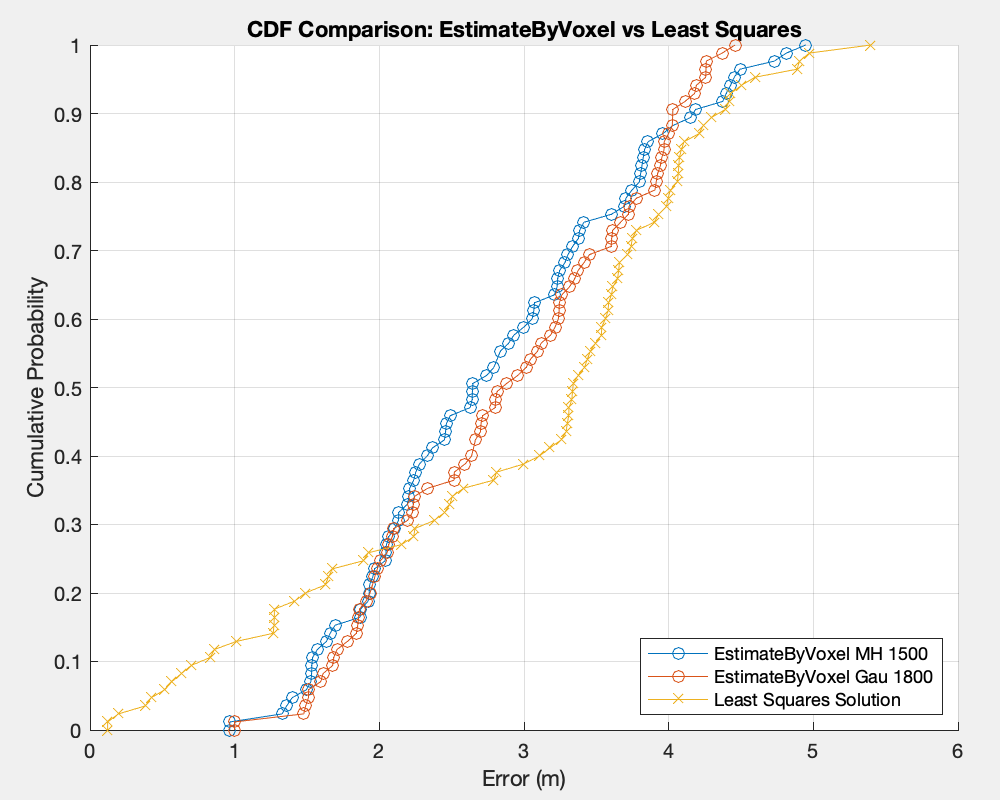 CDF Comparison: EstimateByVoxel vs Least Squares
Cumulative Probability
1
0.9
0.8
0.7
0.6
0.5
0.4
0.3
0.2
0.1
0
EstimateByVoxel MH 1500
EstimateByVoxel Gau 1800
Least Squares Solution
0 1 2 3 4 5 6
Error (m)